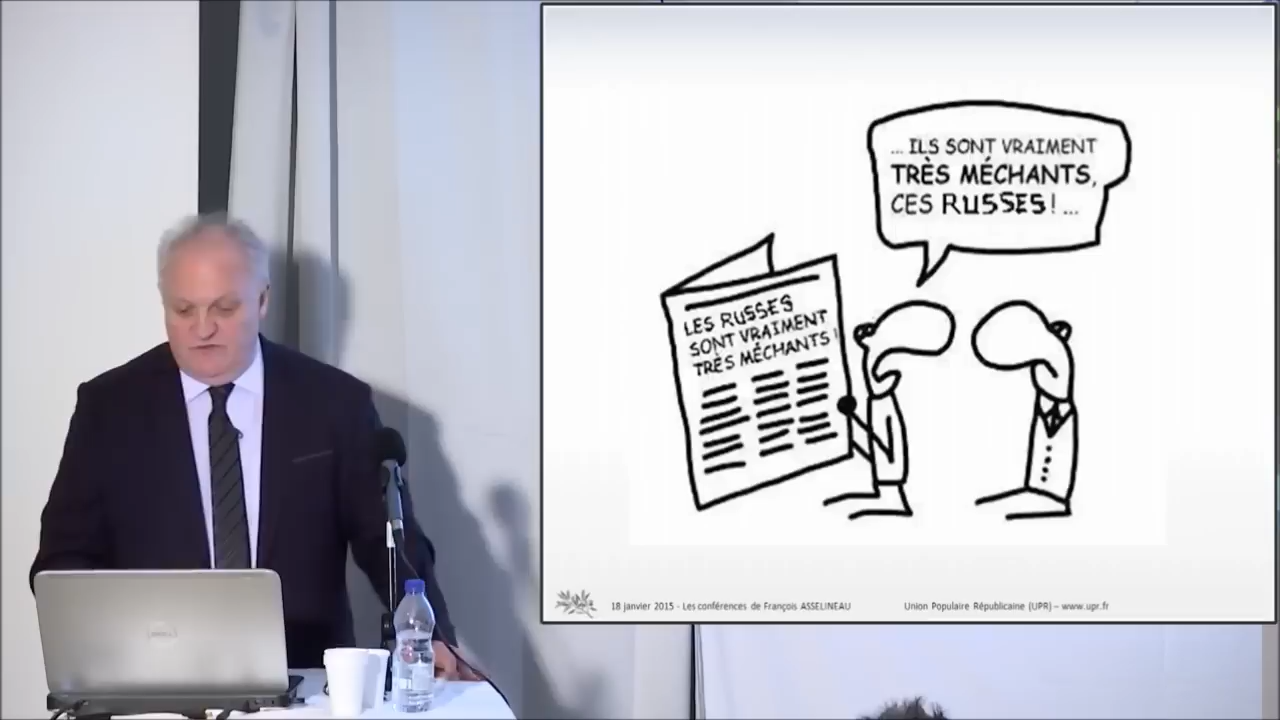 ... ILS SONT VRAIMENT
TRÈS MÉCHANTS,
CES RUSSES ! ...
LES RUSSES
SONT VRAIMENT
TRÈS MÉCHANTS !
18 janvier 2015 - Les conférences de François ASSELINEAU
Union Populaire Républicaine (UPR) – www.upr.fr
DELL